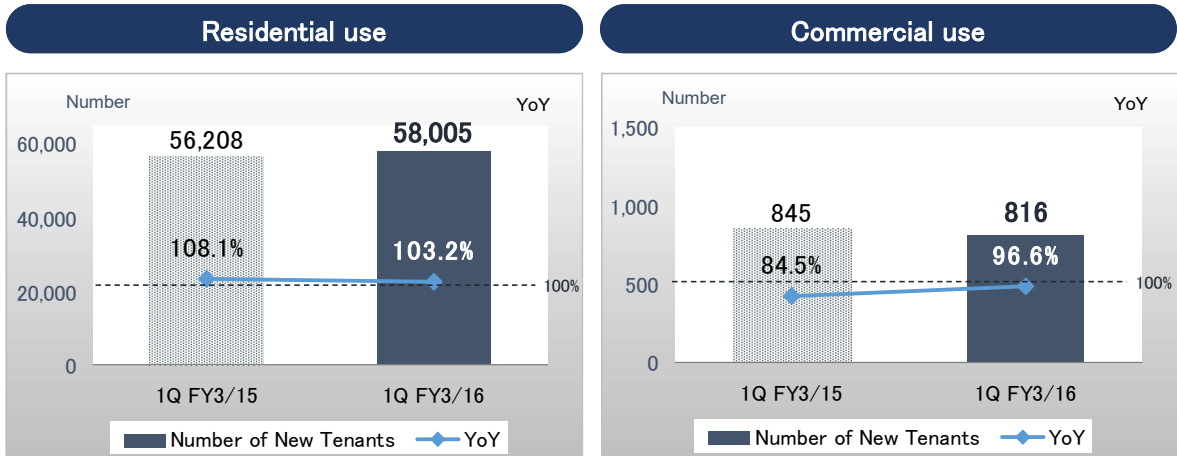 Residential use
Number
YoY
60,000
40,000
20,000
0
56,208
58,005
108.1%
103.2%
100%
1Q FY3/15
1Q FY3/16
Number of New Tenants
YoY
Commercial use
Number
YoY
1,500
1,000
500
0
845
816
84.5%
96.6%
100%
1Q FY3/15
1Q FY3/16
Number of New Tenants
YoY